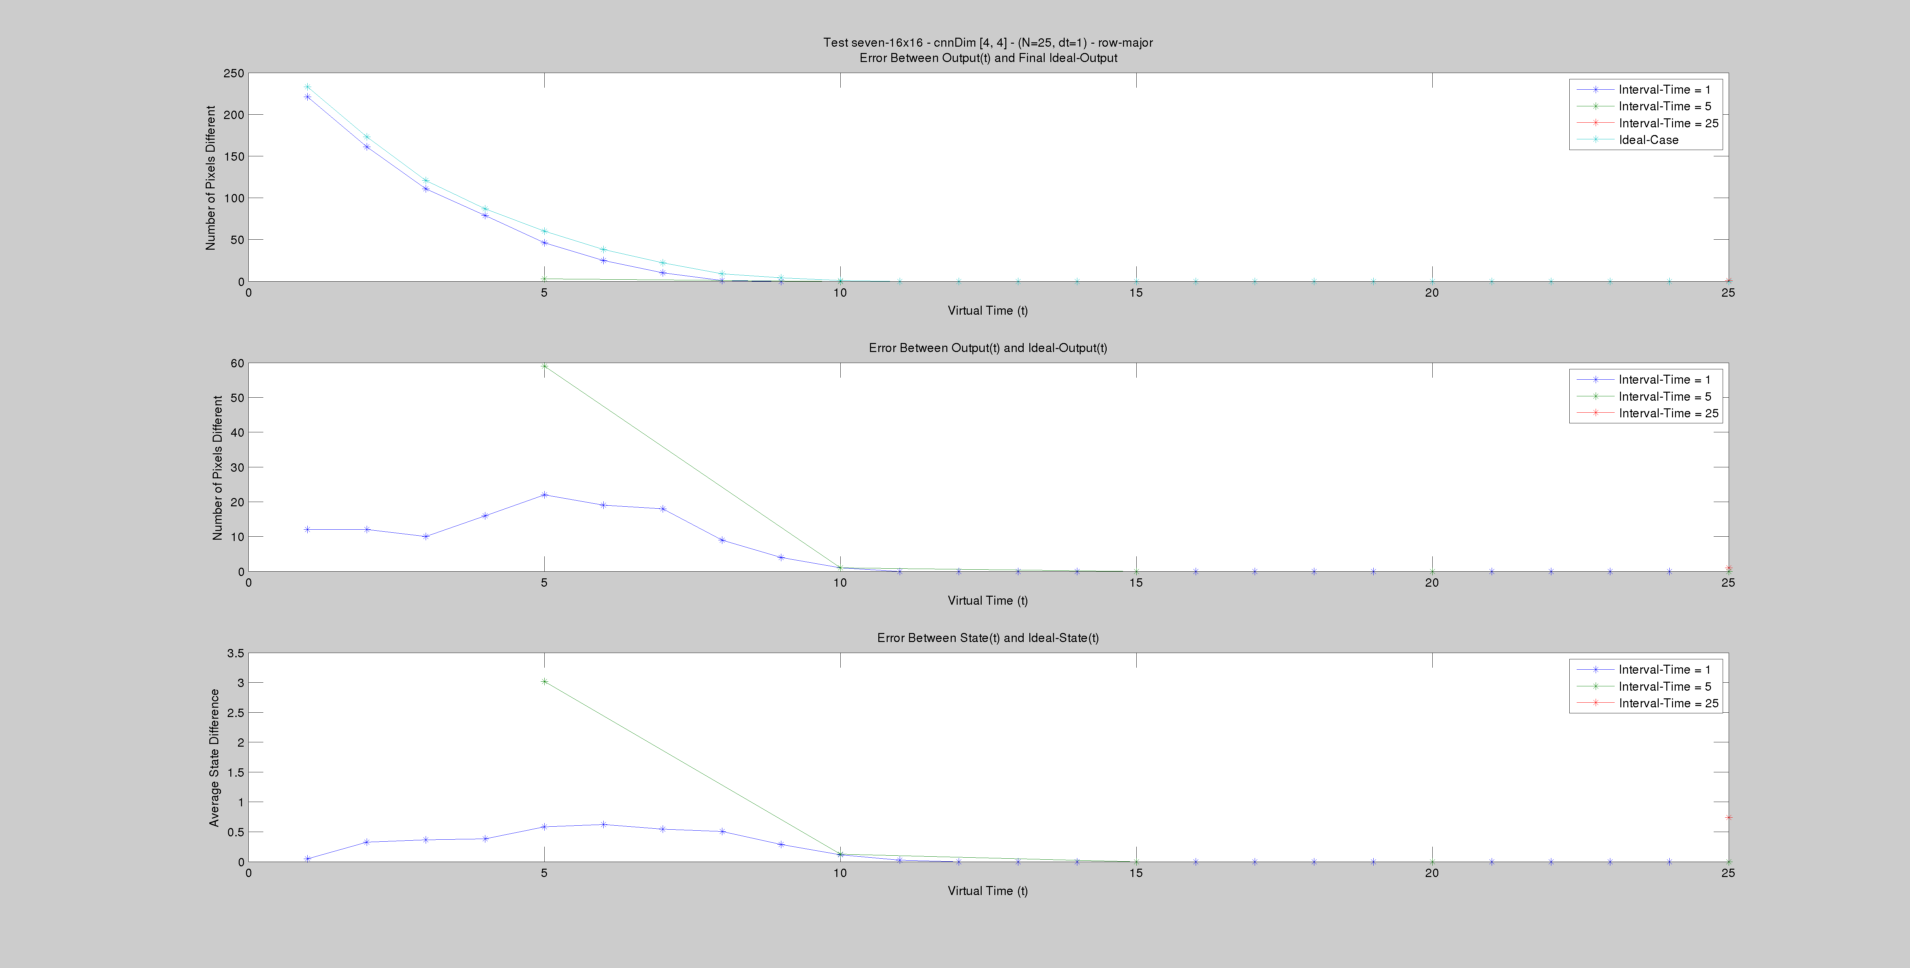 Test seven-16x16 - cnnDim [4, 4] - (N=25, dt=1) - row-major
Error Between Output(t) and Final Ideal-Output
Number of Pixels Different
250
200
150
100
50
0
0 5 10 15 20 25
Virtual Time (t)
Interval-Time = 1
Interval-Time = 5
Interval-Time = 25
Ideal-Case
Error Between Output(t) and Ideal-Output(t)
Number of Pixels Different
60
50
40
30
20
10
0
0 5 10 15 20 25
Virtual Time (t)
Interval-Time = 1
Interval-Time = 5
Interval-Time = 25
Error Between State(t) and Ideal-State(t)
Average State Difference
3.5
3
2.5
2
1.5
1
0.5
0
0 5 10 15 20 25
Virtual Time (t)
Interval-Time = 1
Interval-Time = 5
Interval-Time = 25